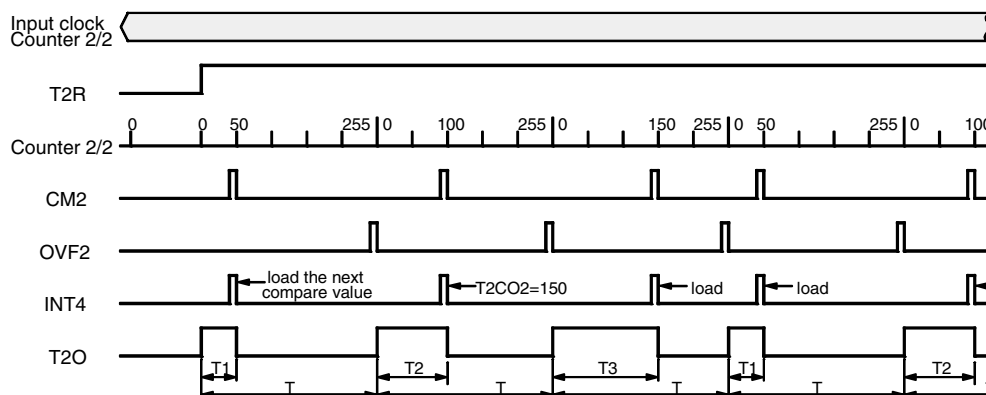 Input clock
Counter 2/2
T2R
0 0 50 255 0 100 255 0 150 255 0 50 255 0 100
Counter 2/2
CM2
OVF2
INT4
load the next
compare value
T2CO2=150
load
load
T2O
T1 T2 T3 T1 T2
T T T T